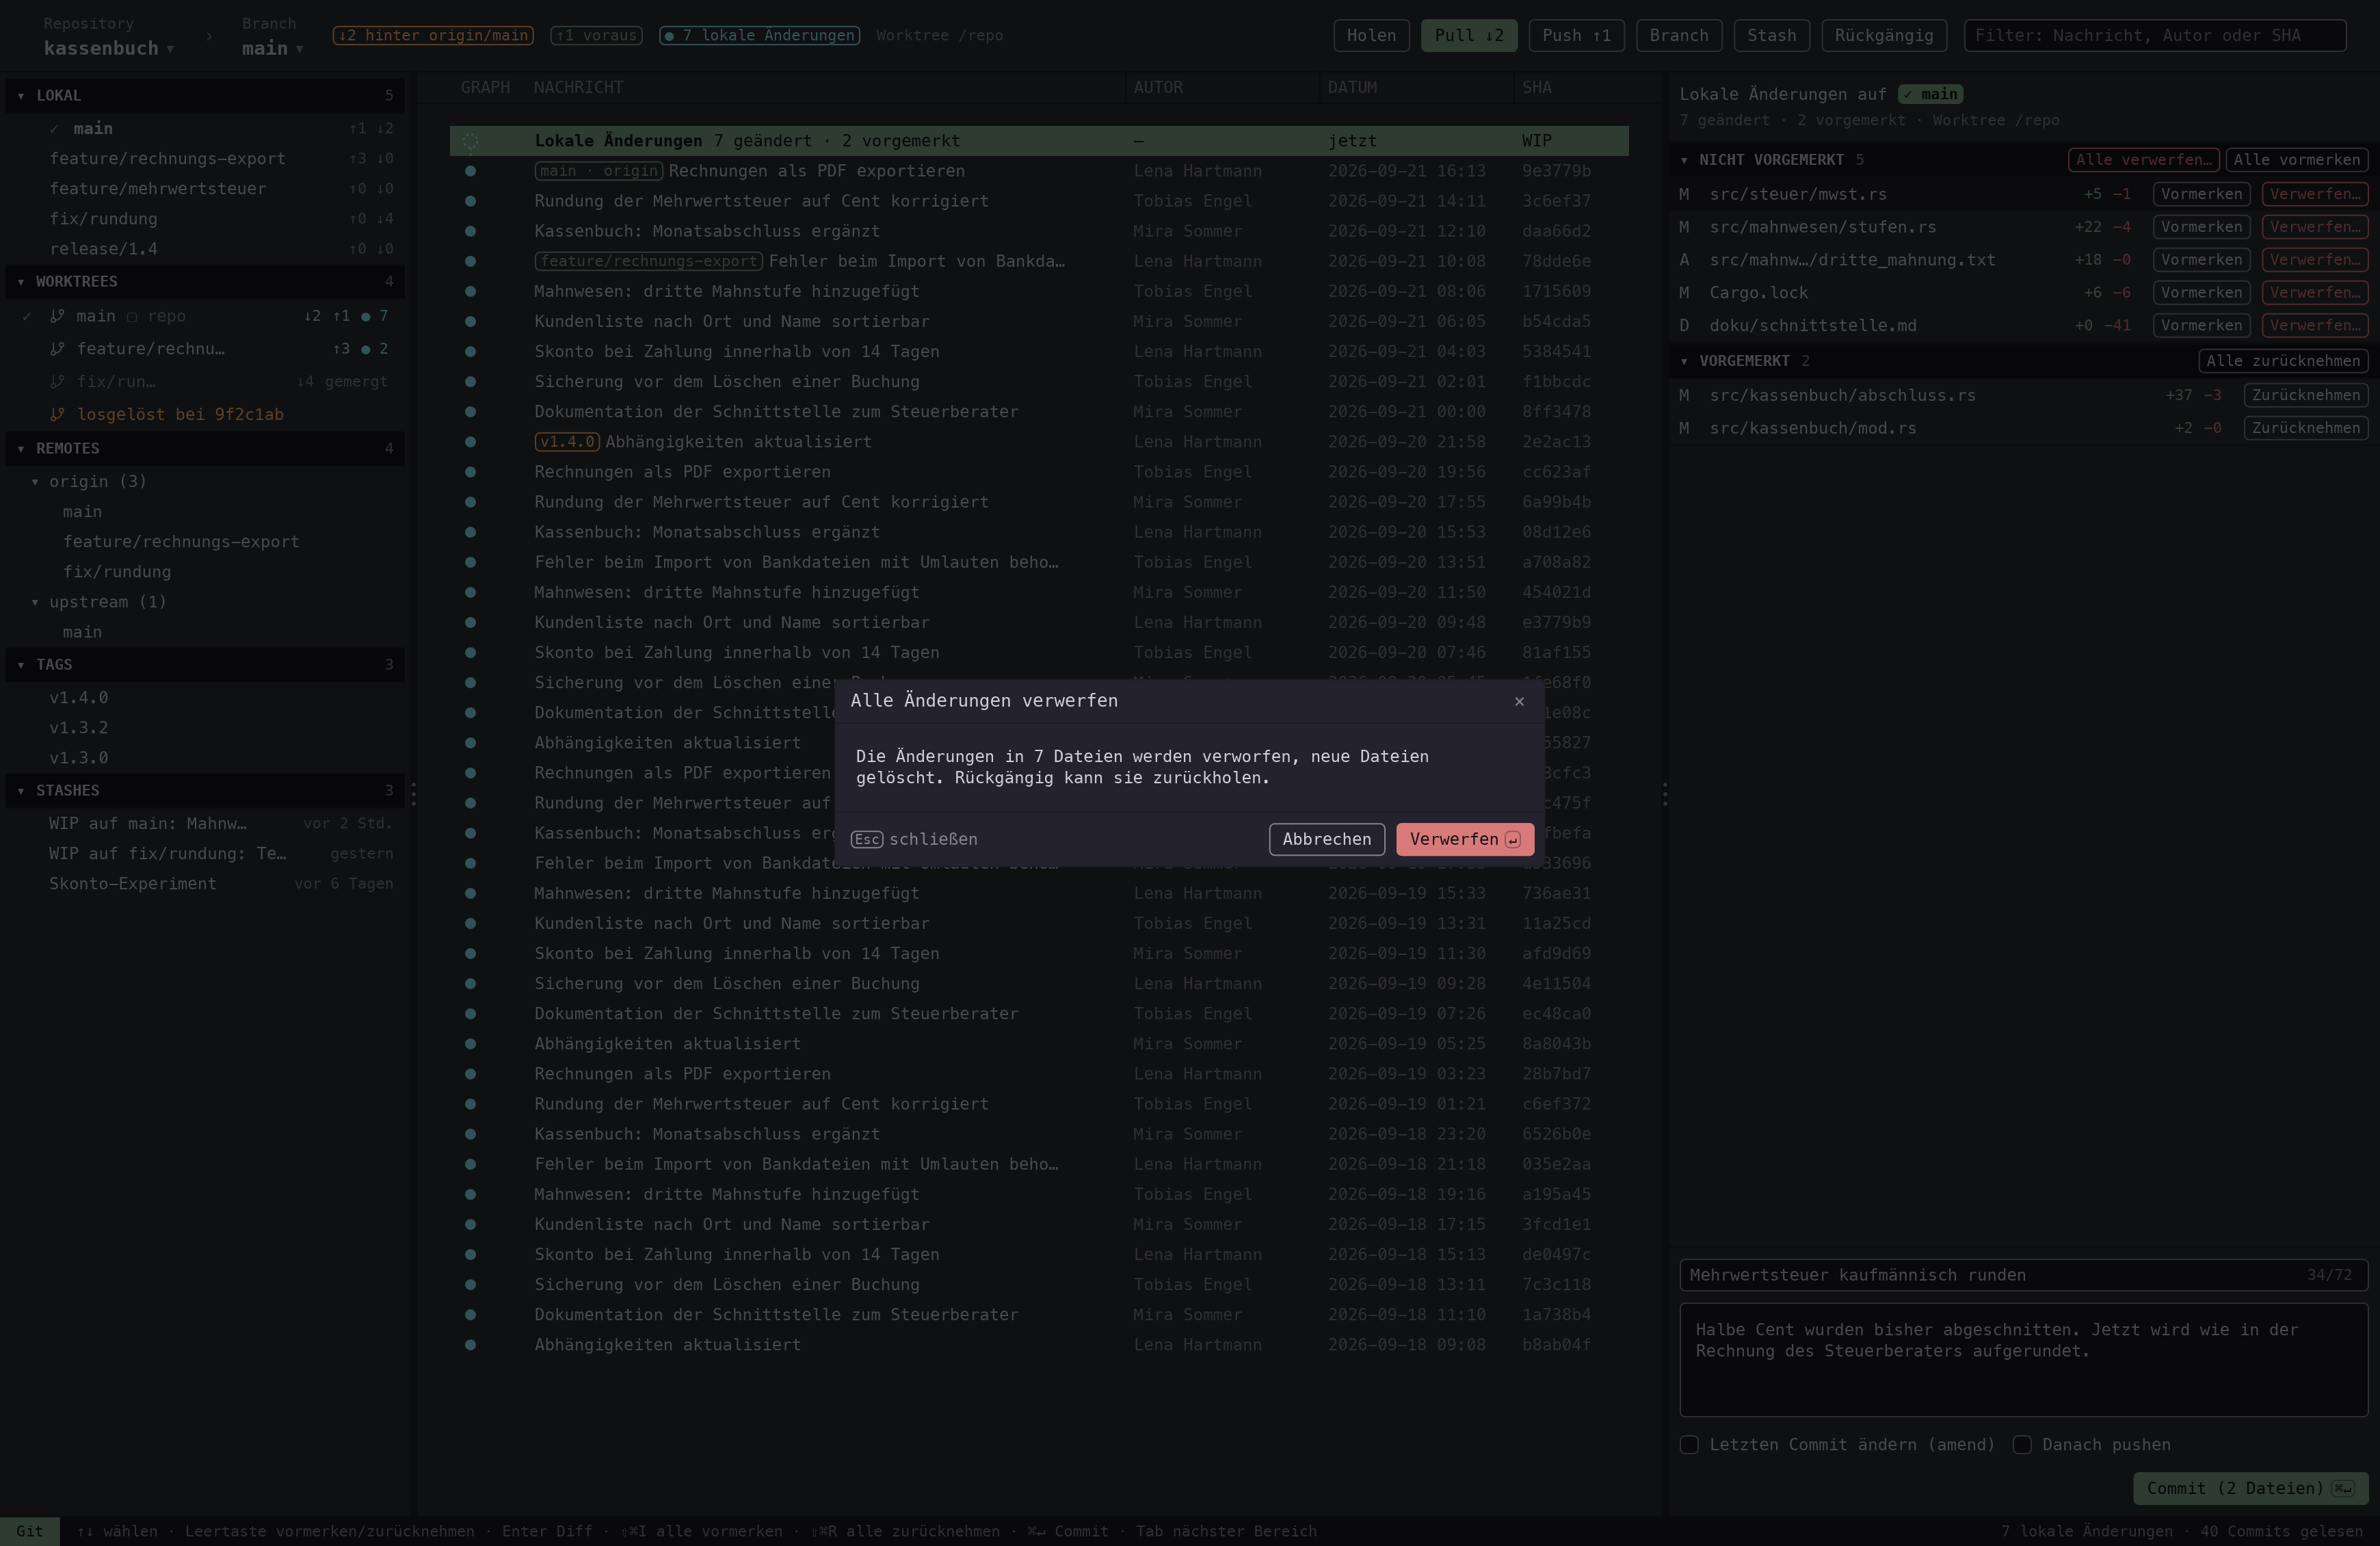 Repository
kassenbuch ▾ › Branch main ▾ ↓2 hinter origin/main ↑1 voraus ● 7 lokale Änderungen Worktree /repo Holen Pull ↓2 Push ↑1 Branch Stash Rückgängig Filter: Nachricht, Autor oder SHA
▾ LOKAL 5
✓ main ↑1 ↓2
feature/rechnungs-export ↑3 ↓0
feature/mehrwertsteuer ↑0 ↓0
fix/rundung ↑0 ↓4
release/1.4 ↑0 ↓0
▾ WORKTREES 4
✓ main ▢ repo ↓2 ↑1 ● 7
feature/rechnu… ↑3 ● 2
fix/run… ↓4 gemergt
losgelöst bei 9f2c1ab
▾ REMOTES 4
▾ origin (3)
main
feature/rechnungs-export
fix/rundung
▾ upstream (1)
main
▾ TAGS 3
v1.4.0
v1.3.2
v1.3.0
▾ STASHES 3
WIP auf main: Mahnw… vor 2 Std.
WIP auf fix/rundung: Te… gestern
Skonto-Experiment vor 6 Tagen
GRAPH NACHRICHT AUTOR DATUM SHA
Lokale Änderungen 7 geändert · 2 vorgemerkt — jetzt WIP
main · origin Rechnungen als PDF exportieren Lena Hartmann 2026-09-21 16:13 9e3779b
Rundung der Mehrwertsteuer auf Cent korrigiert Tobias Engel 2026-09-21 14:11 3c6ef37
Kassenbuch: Monatsabschluss ergänzt Mira Sommer 2026-09-21 12:10 daa66d2
feature/rechnungs-export Fehler beim Import von Bankda… Lena Hartmann 2026-09-21 10:08 78dde6e
Mahnwesen: dritte Mahnstufe hinzugefügt Tobias Engel 2026-09-21 08:06 1715609
Kundenliste nach Ort und Name sortierbar Mira Sommer 2026-09-21 06:05 b54cda5
Skonto bei Zahlung innerhalb von 14 Tagen Lena Hartmann 2026-09-21 04:03 5384541
Sicherung vor dem Löschen einer Buchung Tobias Engel 2026-09-21 02:01 f1bbcdc
Dokumentation der Schnittstelle zum Steuerberater Mira Sommer 2026-09-21 00:00 8ff3478
v1.4.0 Abhängigkeiten aktualisiert Lena Hartmann 2026-09-20 21:58 2e2ac13
Rechnungen als PDF exportieren Tobias Engel 2026-09-20 19:56 cc623af
Rundung der Mehrwertsteuer auf Cent korrigiert Mira Sommer 2026-09-20 17:55 6a99b4b
Kassenbuch: Monatsabschluss ergänzt Lena Hartmann 2026-09-20 15:53 08d12e6
Fehler beim Import von Bankdateien mit Umlauten beho… Tobias Engel 2026-09-20 13:51 a708a82
Mahnwesen: dritte Mahnstufe hinzugefügt Mira Sommer 2026-09-20 11:50 454021d
Kundenliste nach Ort und Name sortierbar Lena Hartmann 2026-09-20 09:48 e3779b9
Skonto bei Zahlung innerhalb von 14 Tagen Tobias Engel 2026-09-20 07:46 81af155
Sicherung vor dem Löschen einer
Dokumentation der Schnittstelle
Abhängigkeiten aktualisiert
Rechnungen als PDF exportieren
Rundung der Mehrwertsteuer auf
Kassenbuch: Monatsabschluss
Fehler beim Import von
Mahnwesen: dritte Mahnstufe hinzugefügt Lena Hartmann 2026-09-19 15:33 736ae31
Kundenliste nach Ort und Name sortierbar Tobias Engel 2026-09-19 13:31 11a25cd
Skonto bei Zahlung innerhalb von 14 Tagen Mira Sommer 2026-09-19 11:30 afd9d69
Sicherung vor dem Löschen einer Buchung Lena Hartmann 2026-09-19 09:28 4e11504
Dokumentation der Schnittstelle zum Steuerberater Tobias Engel 2026-09-19 07:26 ec48ca0
Abhängigkeiten aktualisiert Mira Sommer 2026-09-19 05:25 8a8043b
Rechnungen als PDF exportieren Lena Hartmann 2026-09-19 03:23 28b7bd7
Rundung der Mehrwertsteuer auf Cent korrigiert Tobias Engel 2026-09-19 01:21 c6ef372
Kassenbuch: Monatsabschluss ergänzt Mira Sommer 2026-09-18 23:20 6526b0e
Fehler beim Import von Bankdateien mit Umlauten beho… Lena Hartmann 2026-09-18 21:18 035e2aa
Mahnwesen: dritte Mahnstufe hinzugefügt Tobias Engel 2026-09-18 19:16 a195a45
Kundenliste nach Ort und Name sortierbar Mira Sommer 2026-09-18 17:15 3fcd1e1
Skonto bei Zahlung innerhalb von 14 Tagen Lena Hartmann 2026-09-18 15:13 de0497c
Sicherung vor dem Löschen einer Buchung Tobias Engel 2026-09-18 13:11 7c3c118
Dokumentation der Schnittstelle zum Steuerberater Mira Sommer 2026-09-18 11:10 1a738b4
Abhängigkeiten aktualisiert Lena Hartmann 2026-09-18 09:08 b8ab04f
Alle Änderungen verwerfen ×
Die Änderungen in 7 Dateien werden verworfen, neue Dateien
gelöscht. Rückgängig kann sie zurückholen.
Esc schließen Abbrechen Verwerfen ↵
Lokale Änderungen auf ✓ main
7 geändert · 2 vorgemerkt · Worktree /repo
▾ NICHT VORGEMERKT 5 Alle verwerfen… Alle vormerken
M src/steuer/mwst.rs +5 −1 Vormerken Verwerfen…
M src/mahnwesen/stufen.rs +22 −4 Vormerken Verwerfen…
A src/mahnw…/dritte_mahnung.txt +18 −0 Vormerken Verwerfen…
M Cargo.lock +6 −6 Vormerken Verwerfen…
D doku/schnittstelle.md +0 −41 Vormerken Verwerfen…
▾ VORGEMERKT 2 Alle zurücknehmen
M src/kassenbuch/abschluss.rs +37 −3 Zurücknehmen
M src/kassenbuch/mod.rs +2 −0 Zurücknehmen
Mehrwertsteuer kaufmännisch runden 34/72
Halbe Cent wurden bisher abgeschnitten. Jetzt wird wie in der
Rechnung des Steuerberaters aufgerundet.
Letzten Commit ändern (amend) Danach pushen
Commit (2 Dateien) ⌘↵
Git ↑↓ wählen · Leertaste vormerken/zurücknehmen · Enter Diff · ⇧⌘I alle vormerken · ⇧⌘R alle zurücknehmen · ⌘↵ Commit · Tab nächster Bereich 7 lokale Änderungen · 40 Commits gelesen